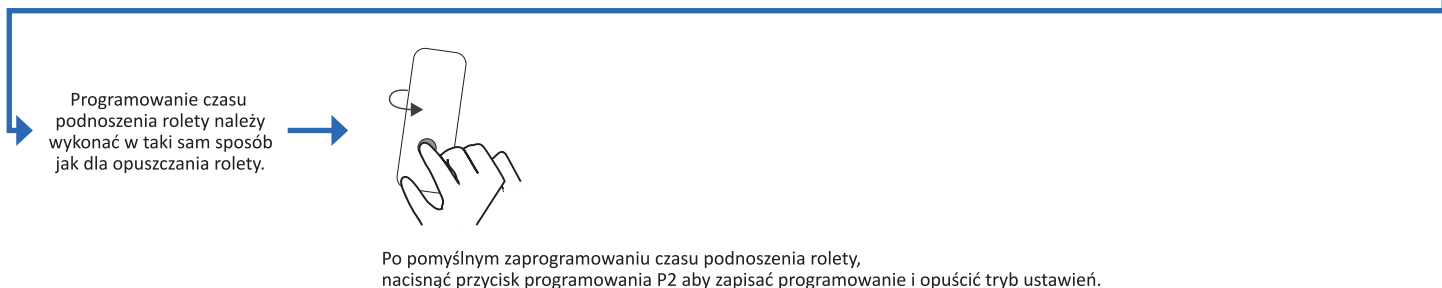 Programowanie czasu
podnoszenia rolety należy
wykonać w taki sam sposób
jak dla opuszczania rolety.
Po pomyślnym zaprogramowaniu czasu podnoszenia rolety,
nacisnąć przycisk programowania P2 aby zapisać programowanie i opuścić tryb ustawień.